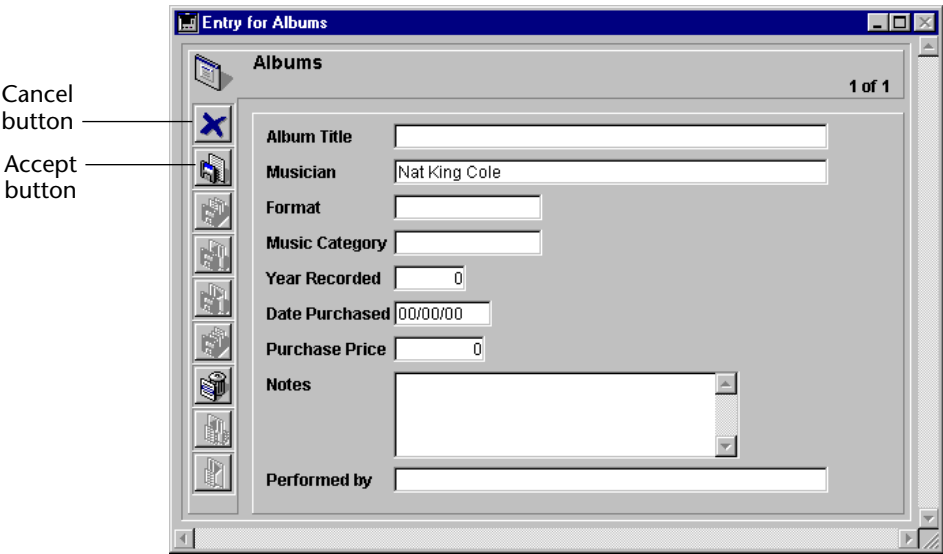 Entry for Albums
Albums
1 of 1
Cancel
button
Accept
button
Album Title
Musician Nat King Cole
Format
Music Category
Year Recorded 0
Date Purchased 00/00/00
Purchase Price 0
Notes
Performed by